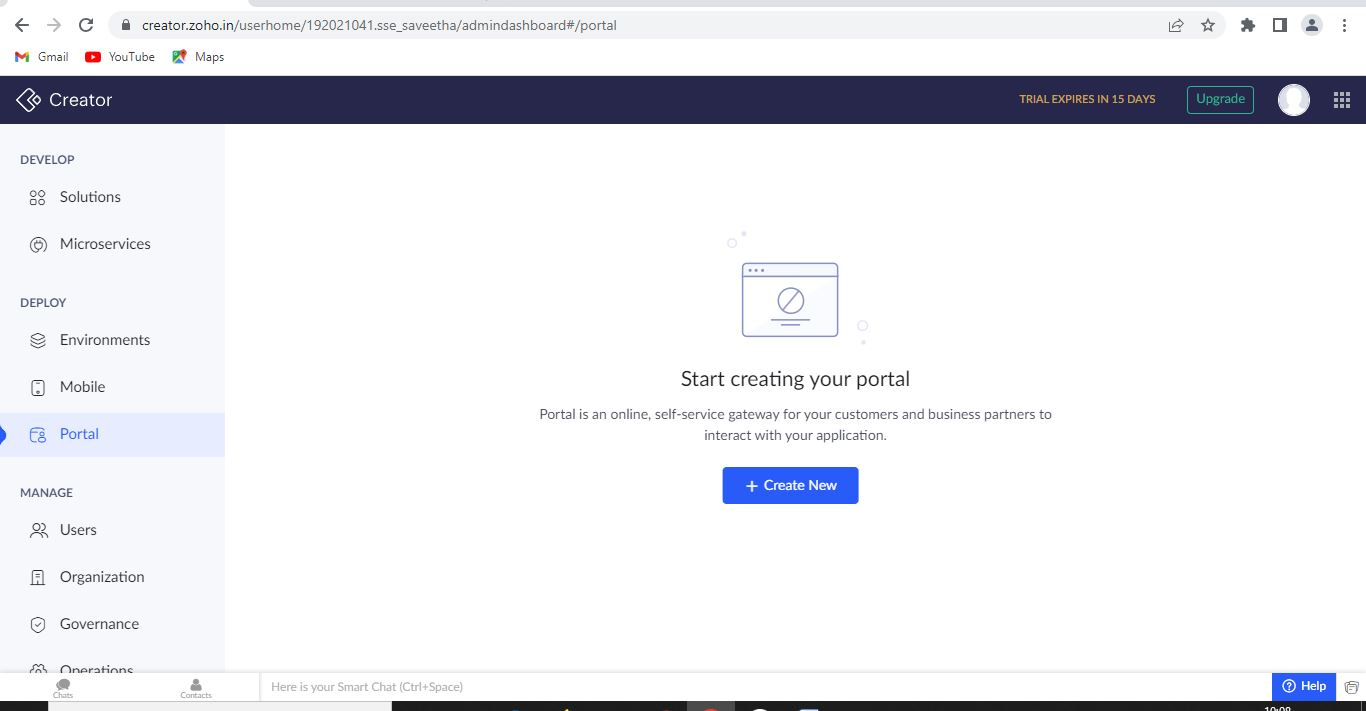 creator.zoho.in/userhome/192021041.sse_saveetha/admindashboard#/portal
Gmail YouTube Maps
Creator TRIAL EXPIRES IN 15 DAYS Upgrade
DEVELOP
Solutions
Microservices
DEPLOY
Environments
Mobile
Portal
MANAGE
Users
Organization
Governance
Operations
Start creating your portal
Portal is an online, self-service gateway for your customers and business partners to
interact with your application.
+ Create New
Chats Contacts Here is your Smart Chat (Ctrl+Space) Help